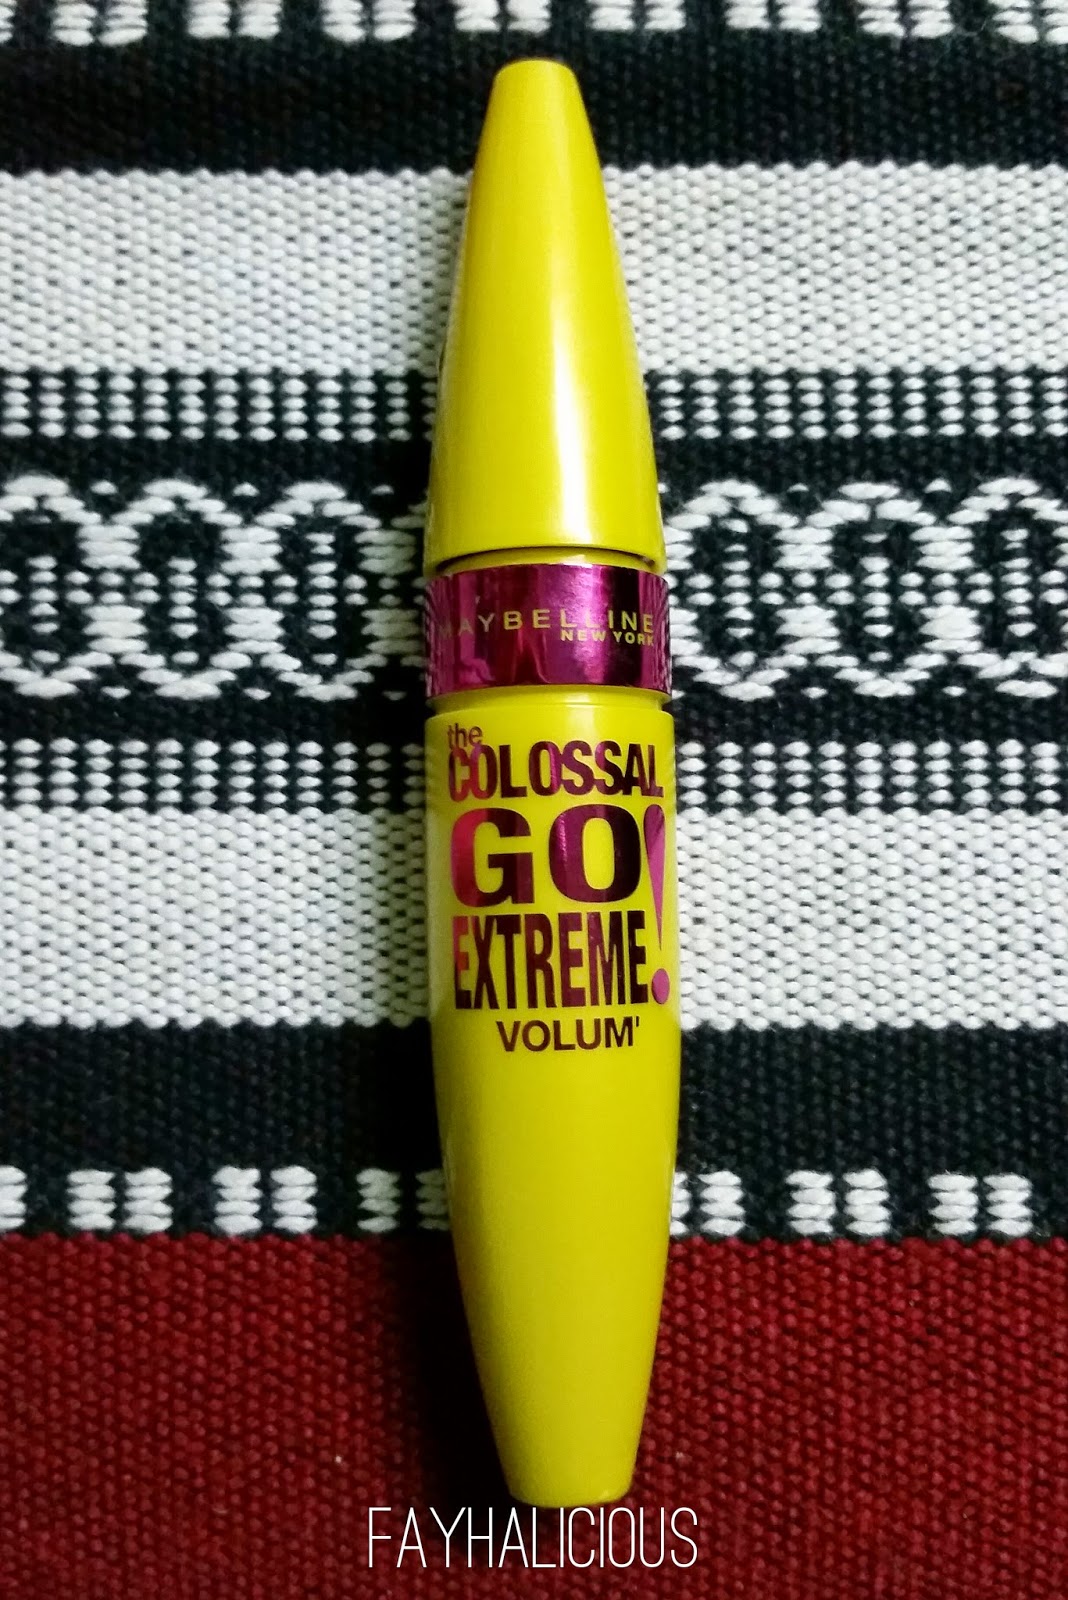 MAYBELLINE
NEW YORK
the
COLOSSAL
GO!
EXTREME
VOLUM'
FAYHALICIOUS